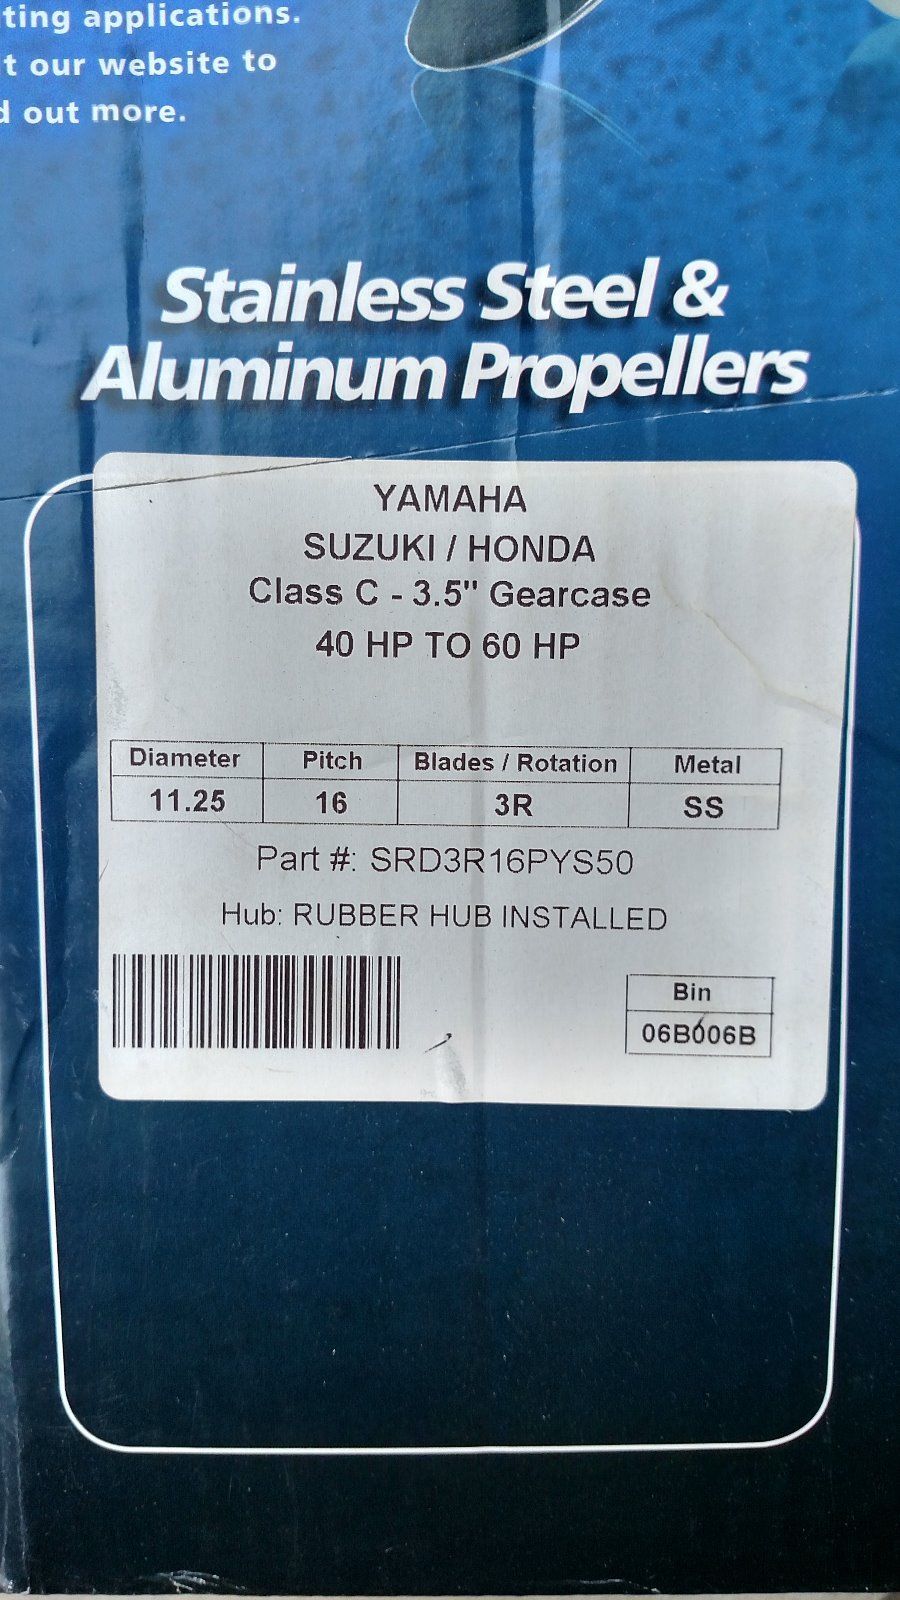 applications.
our website to
out more.
Stainless Steel &
Aluminum Propellers
YAMAHA
SUZUKI / HONDA
Class C - 3.5" Gearcase
40 HP TO 60 HP
Diameter Pitch Blades / Rotation Metal
11.25 16 3R SS
Part #: SRD3R16PYS50
Hub: RUBBER HUB INSTALLED
Bin
06B006B